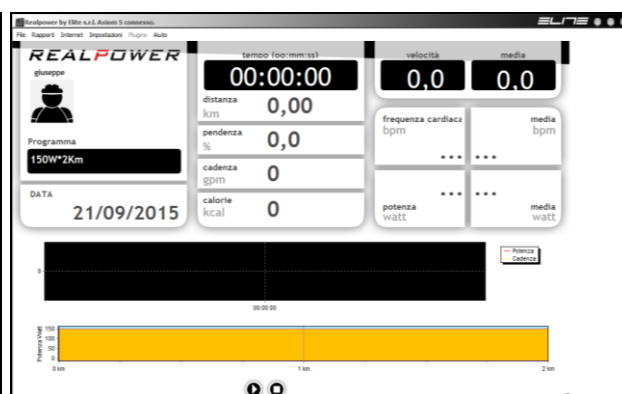 Realpower by Elite s.r.l. Axiom 5 connesso.
ELITE
File Rapporti Internet Impostazioni Plugins Aiuto
REALPOWER
giuseppe
Programma
150W*2Km
DATA
21/09/2015
tempo (oo:mm:ss)
00:00:00
distanza
km
0,00
pendenza
%
0,0
cadenza
gpm
0
calorie
kcal
0
velocità
media
0,0
0,0
frequenza cardiaca
bpm
...
media
bpm
...
...
potenza
watt
...
media
watt
Potenza
Cadenza
0
00:00:00
Potenza Watt
150
100
50
0
0 km
1 km
2 km